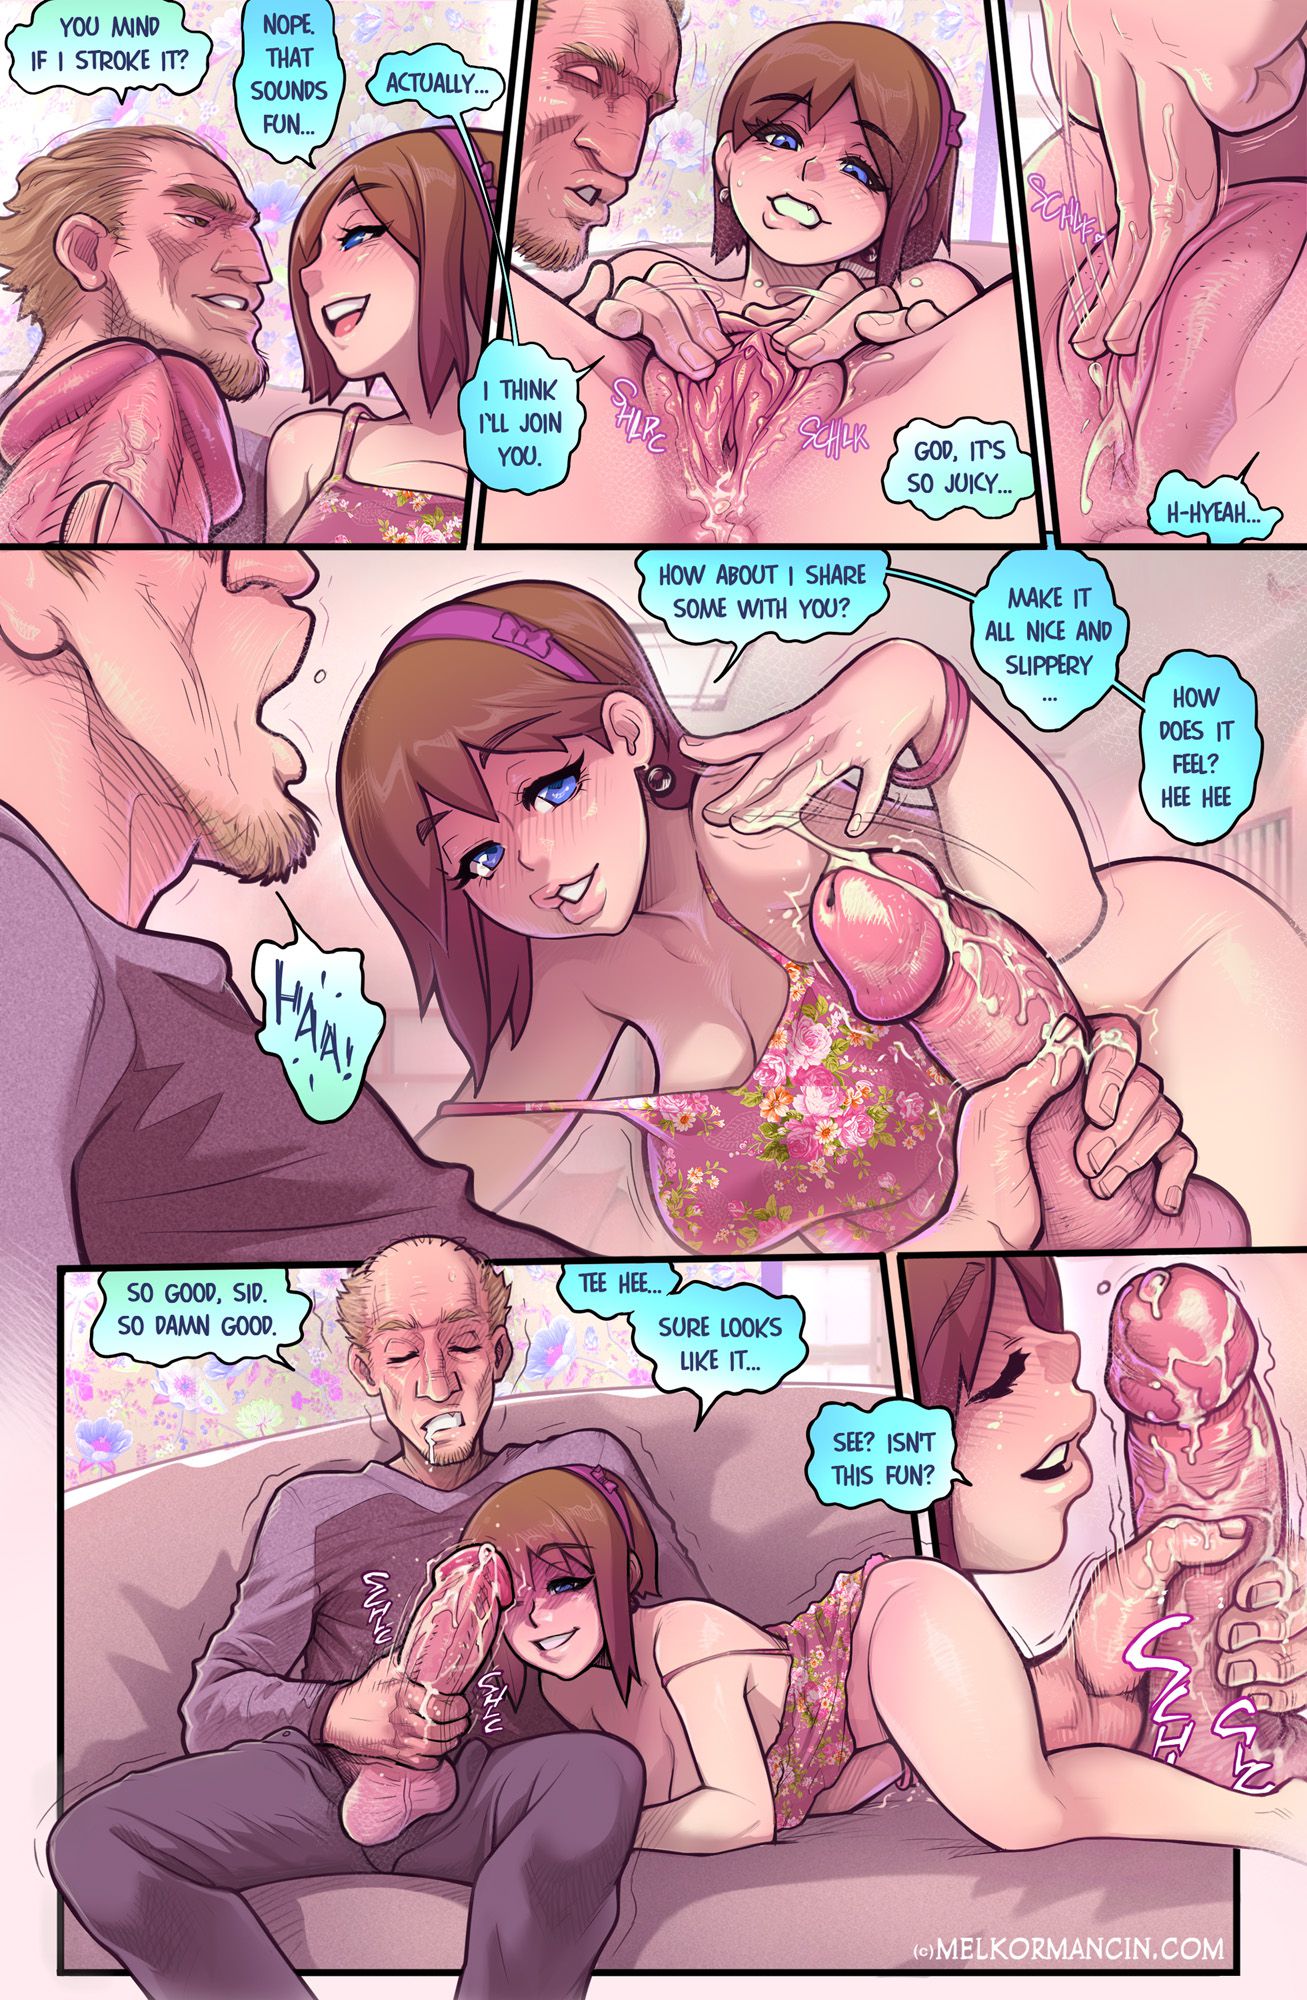 YOU MIND
IF I STROKE IT?
NOPE.
THAT
SOUNDS
FUN...
ACTUALLY...
I THINK
I'LL JOIN
YOU.
SHLRC
SCHLK
GOD, IT'S
SO JUICY...
SCHLK
H-HYEAH...
HOW ABOUT I SHARE
SOME WITH YOU?
MAKE IT
ALL NICE AND
SLIPPERY
...
HOW
DOES IT
FEEL?
HEE HEE
HAA!
SO GOOD, SID.
SO DAMN GOOD.
TEE HEE...
SURE LOOKS
LIKE IT...
SEE? ISN'T
THIS FUN?
(c)MELKORMANCIN.COM